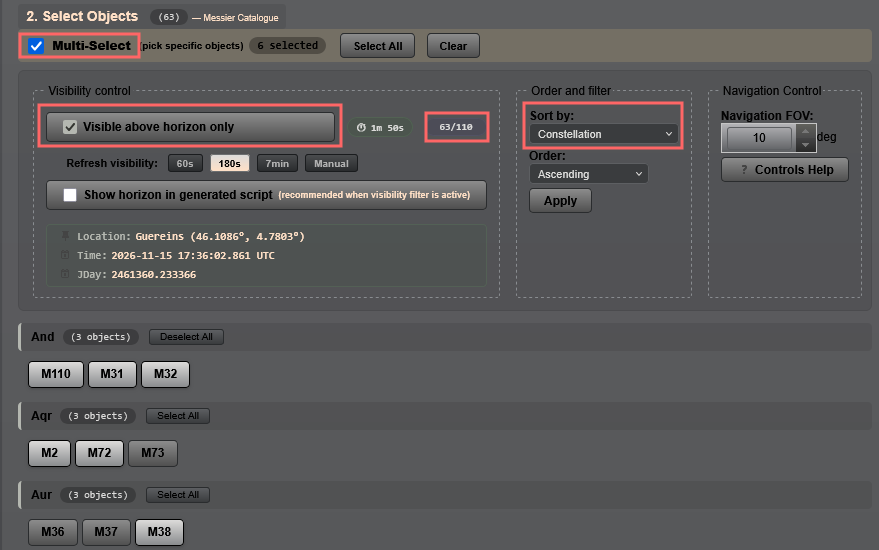 2. Select Objects (63) — Messier Catalogue
Multi-Select (pick specific objects) 6 selected Select All Clear
Visibility control
Visible above horizon only 1m 50s 63/110
Refresh visibility: 60s 180s 7min Manual
Show horizon in generated script (recommended when visibility filter is active)
Location: Guereins (46.1086°, 4.7803°)
Time: 2026-11-15 17:36:02.861 UTC
JDay: 2461360.233366
Order and filter
Sort by:
Constellation
Order:
Ascending
Apply
Navigation Control
Navigation FOV:
10 deg
? Controls Help
And (3 objects) Deselect All
M110 M31 M32
Aqr (3 objects) Select All
M2 M72 M73
Aur (3 objects) Select All
M36 M37 M38